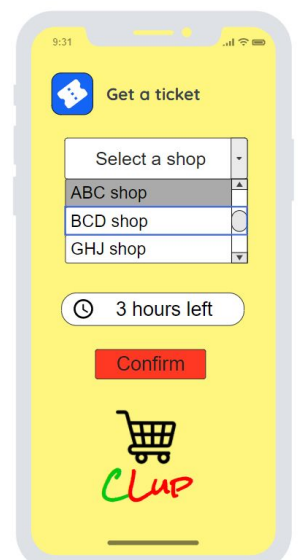 9:31
Get a ticket
Select a shop
ABC shop
BCD shop
GHJ shop
3 hours left
Confirm
CLup